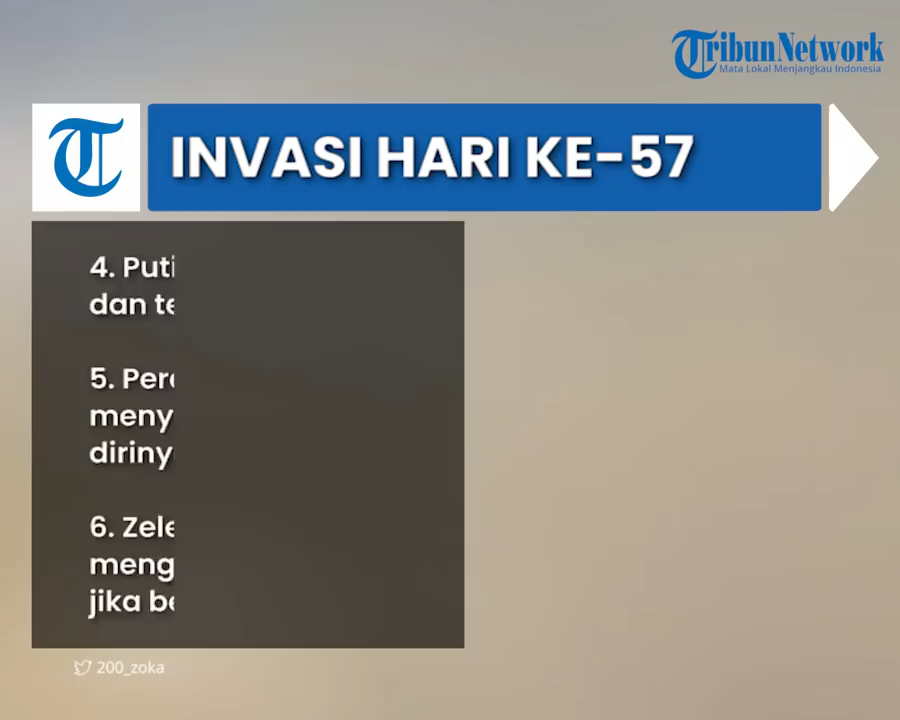 TribunNetwork
Mata Lokal Menjangkau Indonesia
T
INVASI HARI KE-57
4. Puti
dan te
5. Per
meny
diriny
6. Zele
meng
jika be
200_zoka